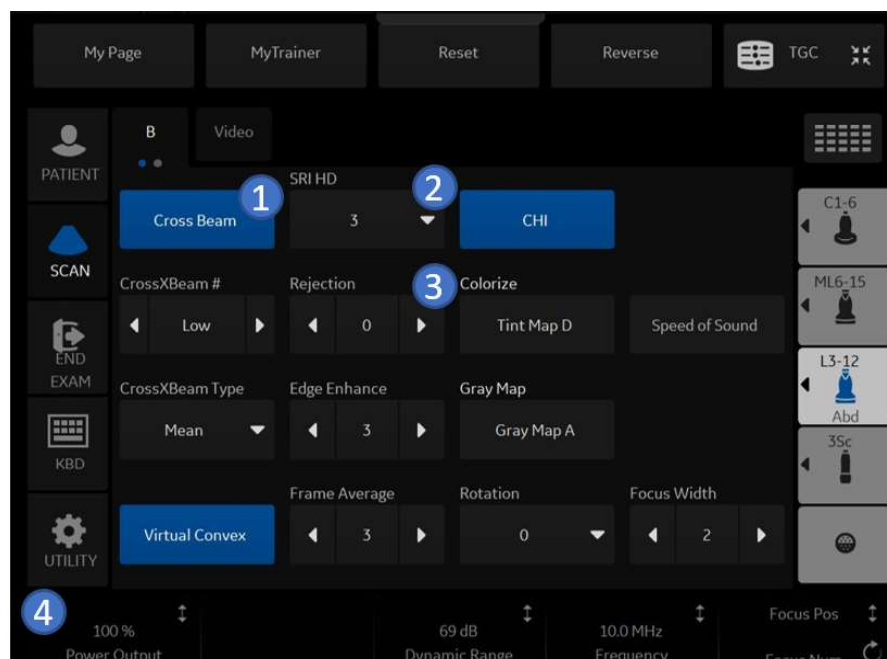 My Page
MyTrainer
Reset
Reverse
TGC
PATIENT
SCAN
END
EXAM
KBD
UTILITY
B
Video
1
SRI HD
2
Cross Beam
3
CHI
CrossXBeam #
Rejection
3
Colorize
Low
0
Tint Map D
Speed of Sound
CrossXBeam Type
Edge Enhance
Gray Map
Mean
3
Gray Map A
Frame Average
Rotation
Focus Width
Virtual Convex
3
0
2
C1-6
ML6-15
L3-12
Abd
3Sc
4
100 %
Power Output
69 dB
Dynamic Range
10.0 MHz
Frequency
Focus Pos
Focus Num